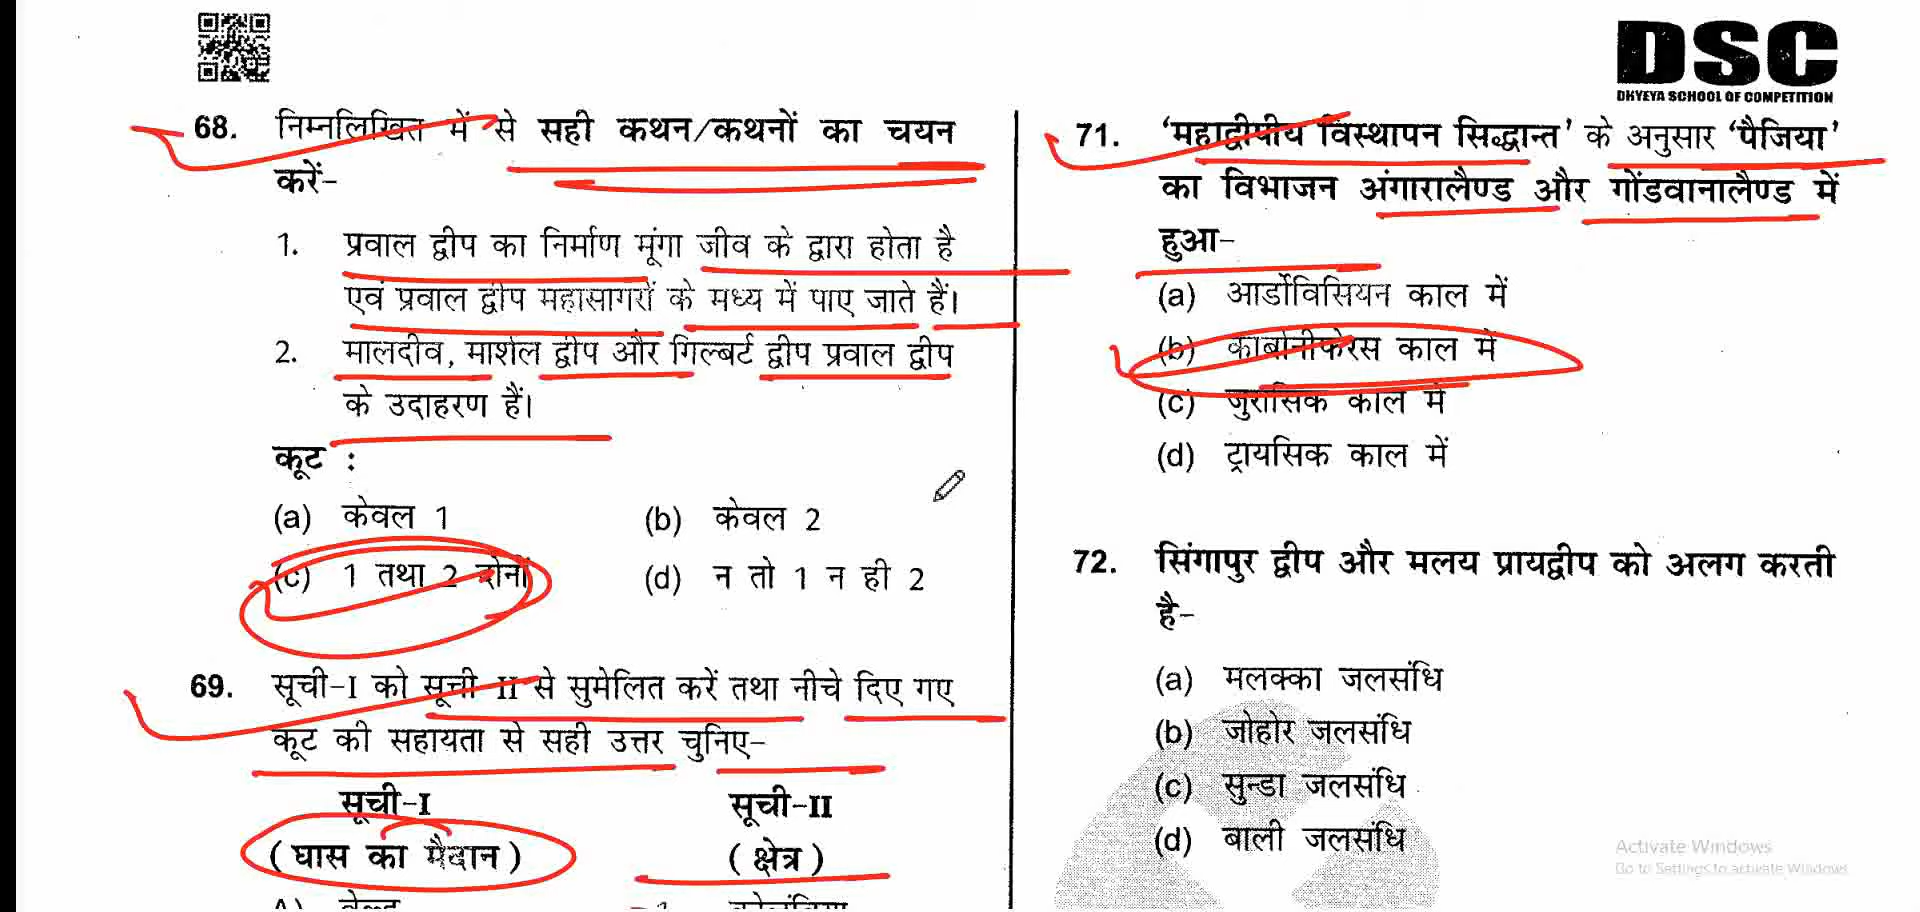 DSC
DHYEYA SCHOOL OF COMPETITION
68. निम्नलिखित में से सही कथन/कथनों का चयन
करें–
1. प्रवाल द्वीप का निर्माण मूंगा जीव के द्वारा होता है
एवं प्रवाल द्वीप महासागरों के मध्य में पाए जाते हैं।
2. मालदीव, मार्शल द्वीप और गिल्बर्ट द्वीप प्रवाल द्वीप
के उदाहरण हैं।
कूट :
(a) केवल 1 (b) केवल 2
(c) 1 तथा 2 दोनों (d) न तो 1 न ही 2
69. सूची-I को सूची-II से सुमेलित करें तथा नीचे दिए गए
कूट की सहायता से सही उत्तर चुनिए–
सूची-I सूची-II
(घास का मैदान) (क्षेत्र)
71. 'महाद्वीपीय विस्थापन सिद्धान्त' के अनुसार 'पैंजिया'
का विभाजन अंगारालैण्ड और गोंडवानालैण्ड में
हुआ–
(a) आर्डोविसियन काल में
(b) कार्बोनीफेरस काल में
(c) जुरासिक काल में
(d) ट्रायसिक काल में
72. सिंगापुर द्वीप और मलय प्रायद्वीप को अलग करती
है–
(a) मलक्का जलसंधि
(b) जोहोर जलसंधि
(c) सुन्डा जलसंधि
(d) बाली जलसंधि
Activate Windows
Go to Settings to activate Windows.